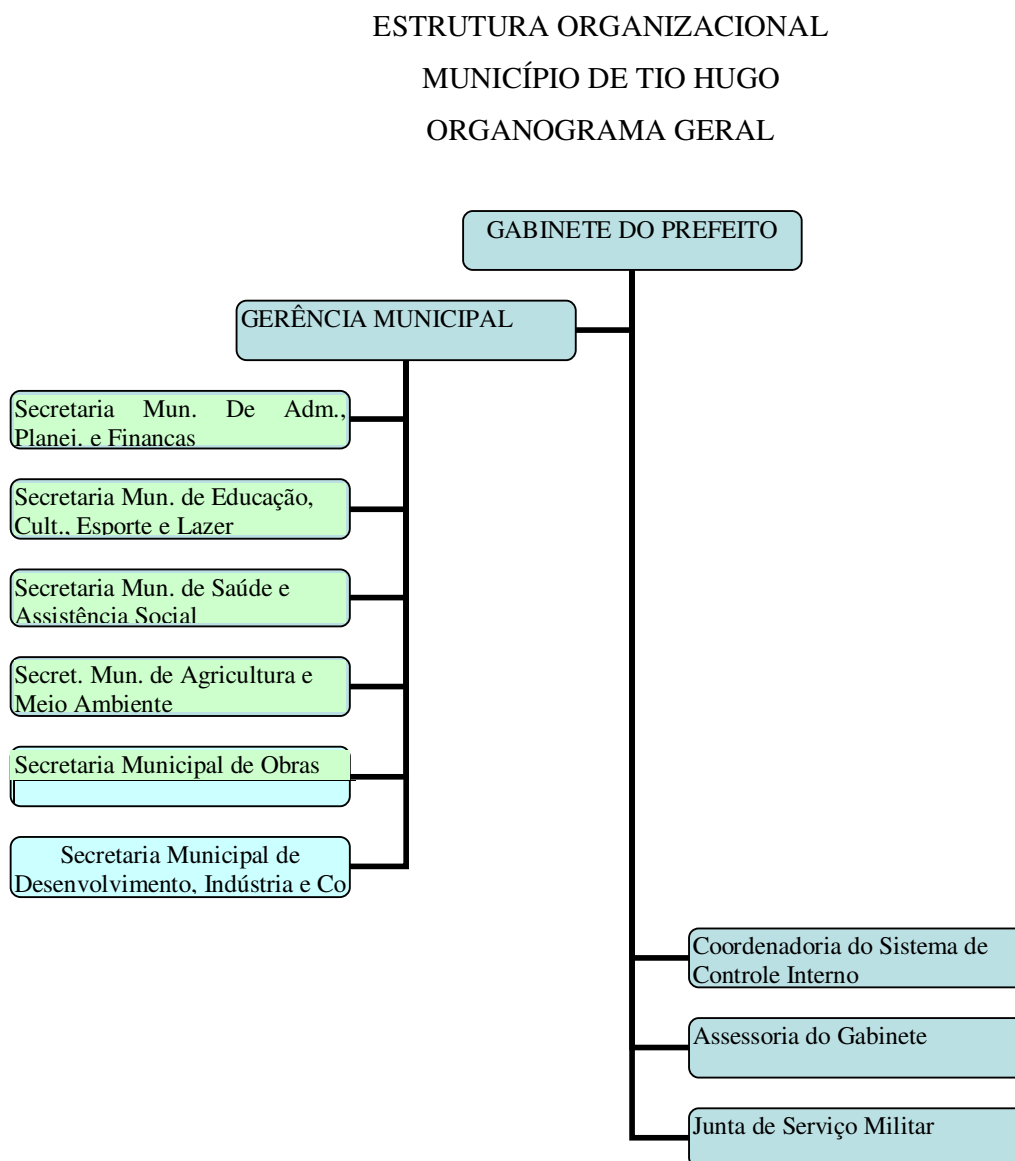 ESTRUTURA ORGANIZACIONAL
MUNICÍPIO DE TIO HUGO
ORGANOGRAMA GERAL
GABINETE DO PREFEITO
GERÊNCIA MUNICIPAL
Secretaria Mun. De Adm.,
Planej. e Finanças
Secretaria Mun. de Educação,
Cult., Esporte e Lazer
Secretaria Mun. de Saúde e
Assistência Social
Secret. Mun. de Agricultura e
Meio Ambiente
Secretaria Municipal de Obras
Secretaria Municipal de
Desenvolvimento, Indústria e Co
Coordenadoria do Sistema de
Controle Interno
Assessoria do Gabinete
Junta de Serviço Militar